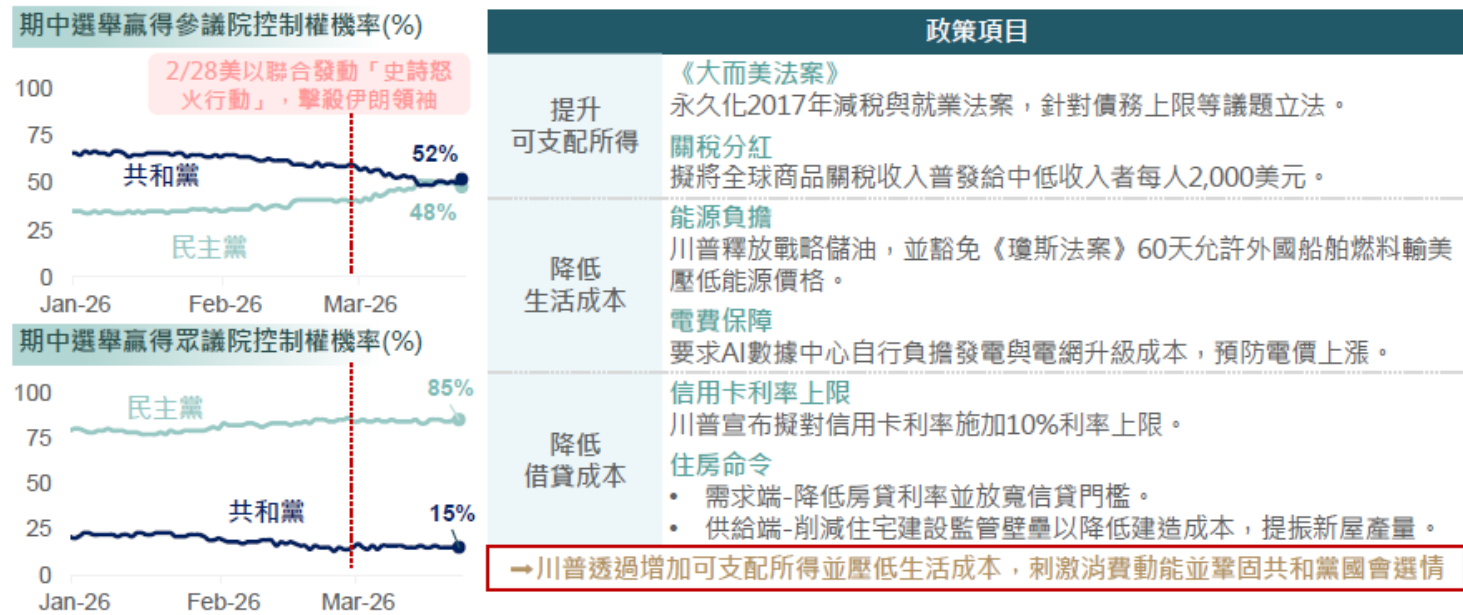 期中選舉贏得參議院控制權機率(%)
2/28美以聯合發動「史詩怒
火行動」，擊殺伊朗領袖
100
75
50
25
0
共和黨
52%
48%
民主黨
Jan-26
Feb-26
Mar-26
期中選舉贏得眾議院控制權機率(%)
100
75
50
25
0
民主黨
85%
共和黨
15%
Jan-26
Feb-26
Mar-26
政策項目
提升
可支配所得
《大而美法案》
永久化2017年減稅與就業法案，針對債務上限等議題立法。
關稅分紅
擬將全球商品關稅收入普發給中低收入者每人2,000美元。
降低
生活成本
能源負擔
川普釋放戰略儲油，並豁免《瓊斯法案》60天允許外國船舶燃料輸美
壓低能源價格。
電費保障
要求AI數據中心自行負擔發電與電網升級成本，預防電價上漲。
降低
借貸成本
信用卡利率上限
川普宣布擬對信用卡利率施加10%利率上限。
住房命令
• 需求端-降低房貸利率並放寬信貸門檻。
• 供給端-削減住宅建設監管壁壘以降低建造成本，提振新屋產量。
➡川普透過增加可支配所得並壓低生活成本，刺激消費動能並鞏固共和黨國會選情